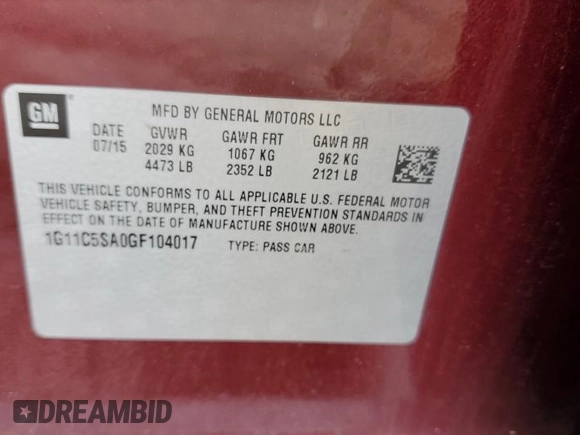 GM
MFD BY GENERAL MOTORS LLC
DATE GVWR GAWR FRT GAWR RR
07/15 2029 KG 1067 KG 962 KG
4473 LB 2352 LB 2121 LB
THIS VEHICLE CONFORMS TO ALL APPLICABLE U.S. FEDERAL MOTOR
VEHICLE SAFETY, BUMPER, AND THEFT PREVENTION STANDARDS IN
EFFECT ON THE DATE OF MANUFACTURE SHOWN ABOVE.
1G11C5SA0GF104017 TYPE: PASS CAR
DREAMBID